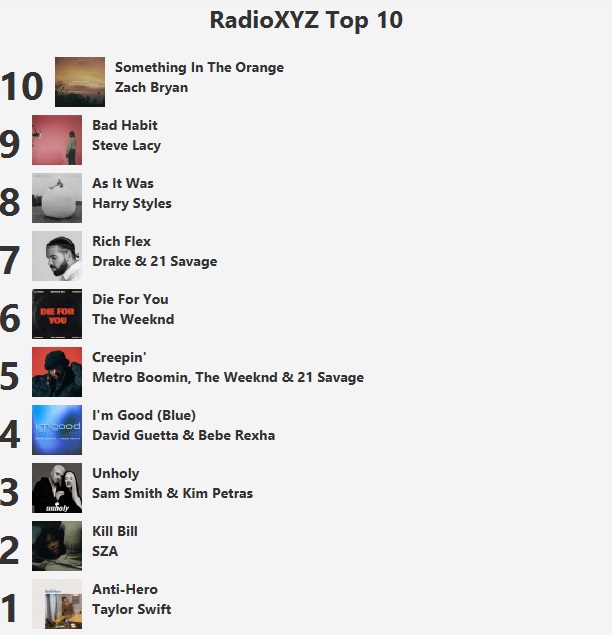 RadioXYZ Top 10
10
Something In The Orange
Zach Bryan
9
Bad Habit
Steve Lacy
8
As It Was
Harry Styles
7
Rich Flex
Drake & 21 Savage
6
DIE FOR
YOU
Die For You
The Weeknd
5
Creepin'
Metro Boomin, The Weeknd & 21 Savage
4
i'm good
I'm Good (Blue)
David Guetta & Bebe Rexha
3
unholy
Unholy
Sam Smith & Kim Petras
2
Kill Bill
SZA
1
Anti-Hero
Taylor Swift